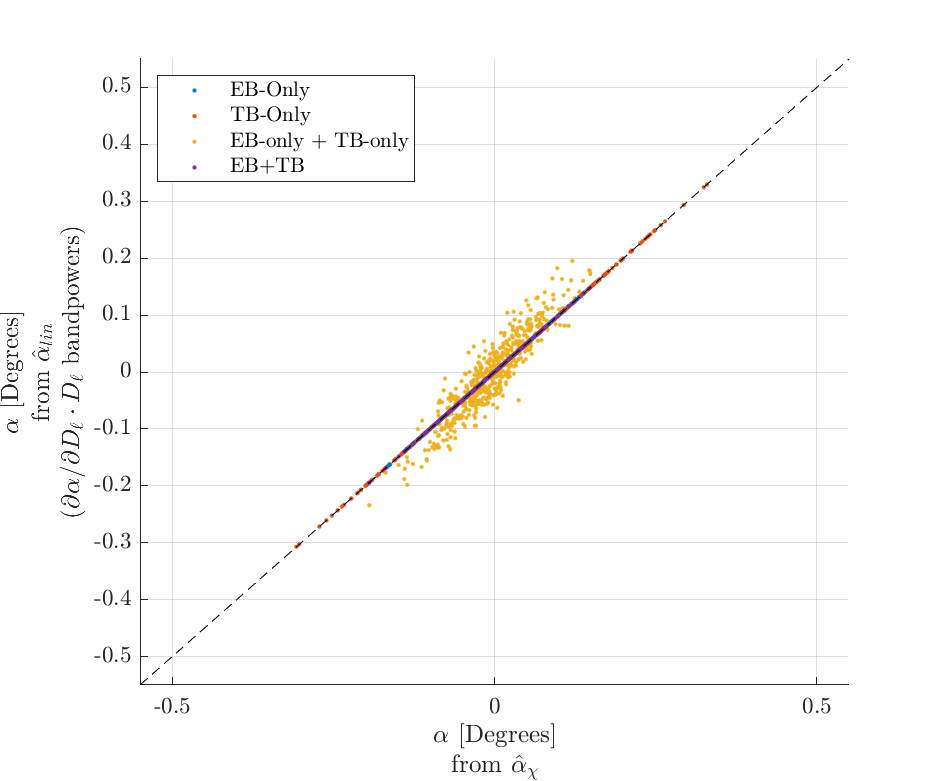 EB-Only
TB-Only
EB-only + TB-only
EB+TB
0.5
0.4
0.3
0.2
0.1
0
-0.1
-0.2
-0.3
-0.4
-0.5
α [Degrees]
from α̂_lin
(∂α/∂D_ℓ · D_ℓ bandpowers)
-0.5
0
0.5
α [Degrees]
from α̂_χ